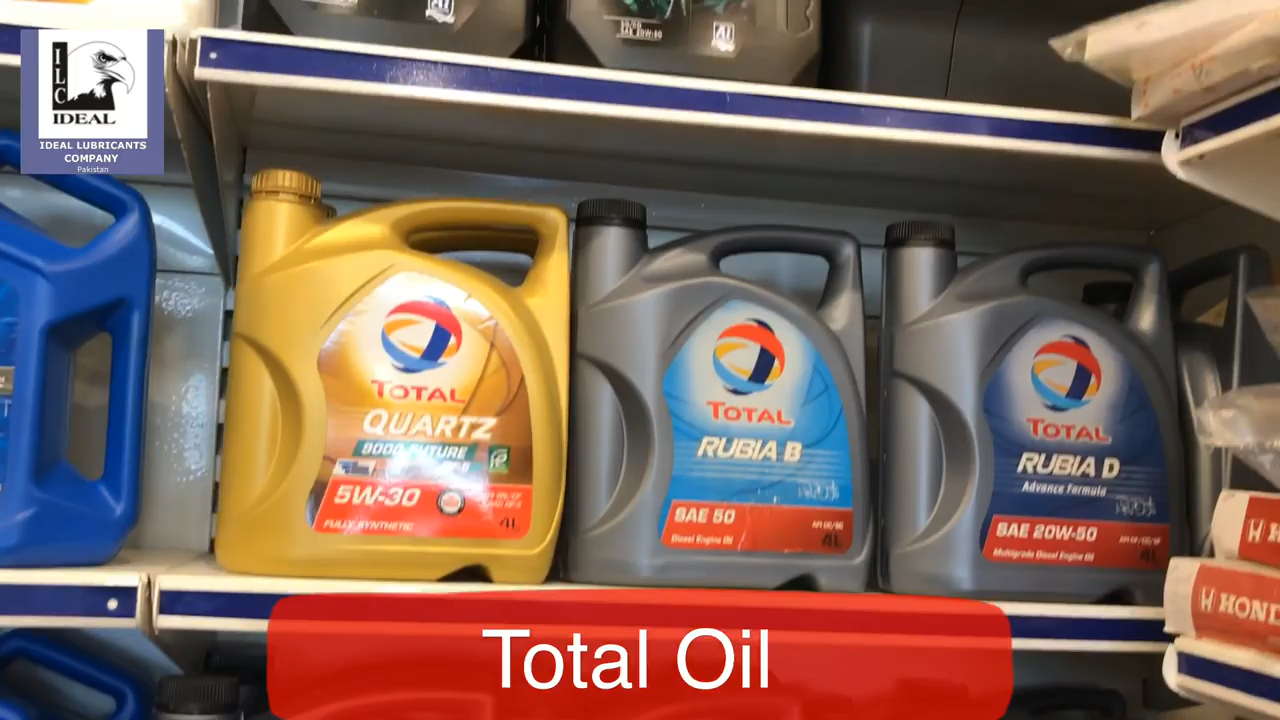 ILC
IDEAL
IDEAL LUBRICANTS
COMPANY
Pakistan
TOTAL
QUARTZ
9000 FUTURE
5W-30
FULLY SYNTHETIC
4L
TOTAL
RUBIA B
SAE 50
Diesel Engine Oil
4L
TOTAL
RUBIA D
Advance Formula
SAE 20W-50
Multigrade Diesel Engine Oil
4L
HOND
Total Oil